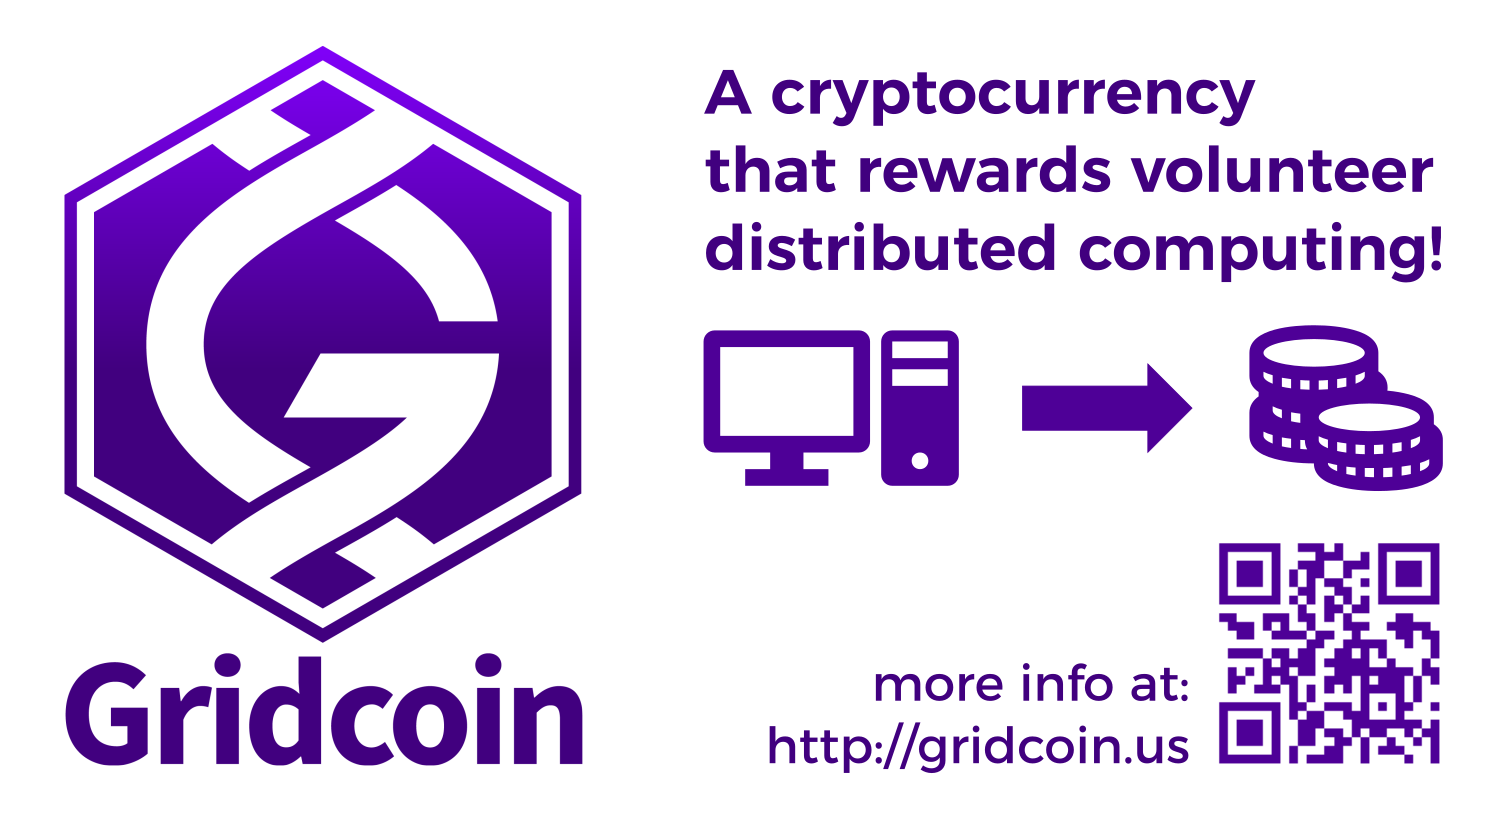 A cryptocurrency
that rewards volunteer
distributed computing!
Gridcoin
more info at:
http://gridcoin.us